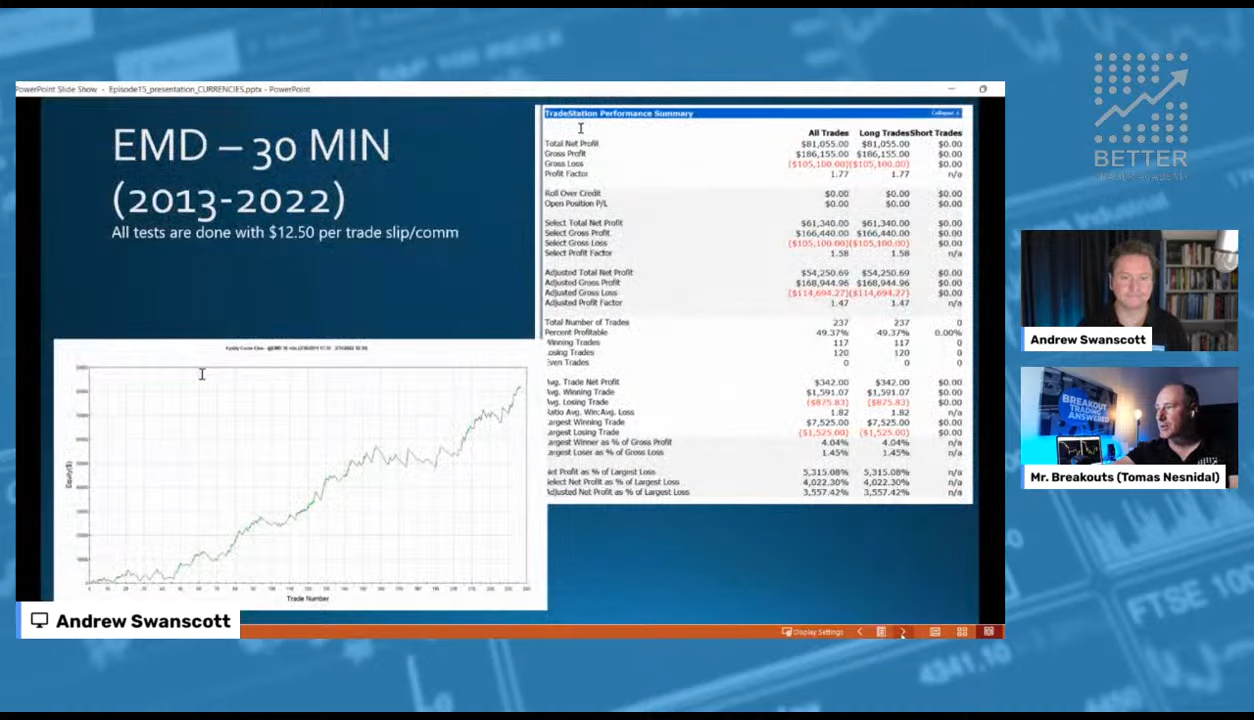 PowerPoint Slide Show - Episode15_presentation_CURRENCIES.pptx - PowerPoint
EMD – 30 MIN
(2013-2022)
All tests are done with $12.50 per trade slip/comm
TradeStation Performance Summary
Collapse
All Trades Long Trades Short Trades
Total Net Profit $81,055.00 $81,055.00 $0.00
Gross Profit $186,155.00 $186,155.00 $0.00
Gross Loss ($105,100.00) ($105,100.00) $0.00
Profit Factor 1.77 1.77 n/a
Roll Over Credit $0.00 $0.00 $0.00
Open Position P/L $0.00 $0.00 $0.00
Select Total Net Profit $61,340.00 $61,340.00 $0.00
Select Gross Profit $166,440.00 $166,440.00 $0.00
Select Gross Loss ($105,100.00) ($105,100.00) $0.00
Select Profit Factor 1.58 1.58 n/a
Adjusted Total Net Profit $54,250.69 $54,250.69 $0.00
Adjusted Gross Profit $168,944.96 $168,944.96 $0.00
Adjusted Gross Loss ($114,694.27) ($114,694.27) $0.00
Adjusted Profit Factor 1.47 1.47 n/a
Total Number of Trades 237 237 0
Percent Profitable 49.37% 49.37% 0.00%
Winning Trades 117 117 0
osing Trades 120 120 0
Even Trades 0 0 0
Avg. Trade Net Profit $342.00 $342.00 $0.00
Avg. Winning Trade $1,591.07 $1,591.07 $0.00
Avg. Losing Trade ($875.83) ($875.83) $0.00
Ratio Avg. Win:Avg. Loss 1.82 1.82 n/a
argest Winning Trade $7,525.00 $7,525.00 $0.00
argest Losing Trade ($1,525.00) ($1,525.00) $0.00
argest Winner as % of Gross Profit 4.04% 4.04% n/a
argest Loser as % of Gross Loss 1.45% 1.45% n/a
Net Profit as % of Largest Loss 5,315.08% 5,315.08% n/a
Select Net Profit as % of Largest Loss 4,022.30% 4,022.30% n/a
Adjusted Net Profit as % of Largest Loss 3,557.42% 3,557.42% n/a
Equity($)
Trade Number
Display Settings
Andrew Swanscott
BETTER
Andrew Swanscott
BREAKOUT
TRADING
ANSWERED
Mr. Breakouts (Tomas Nesnidal)
S&P 100 INDEX
FTSE 100
4341.10